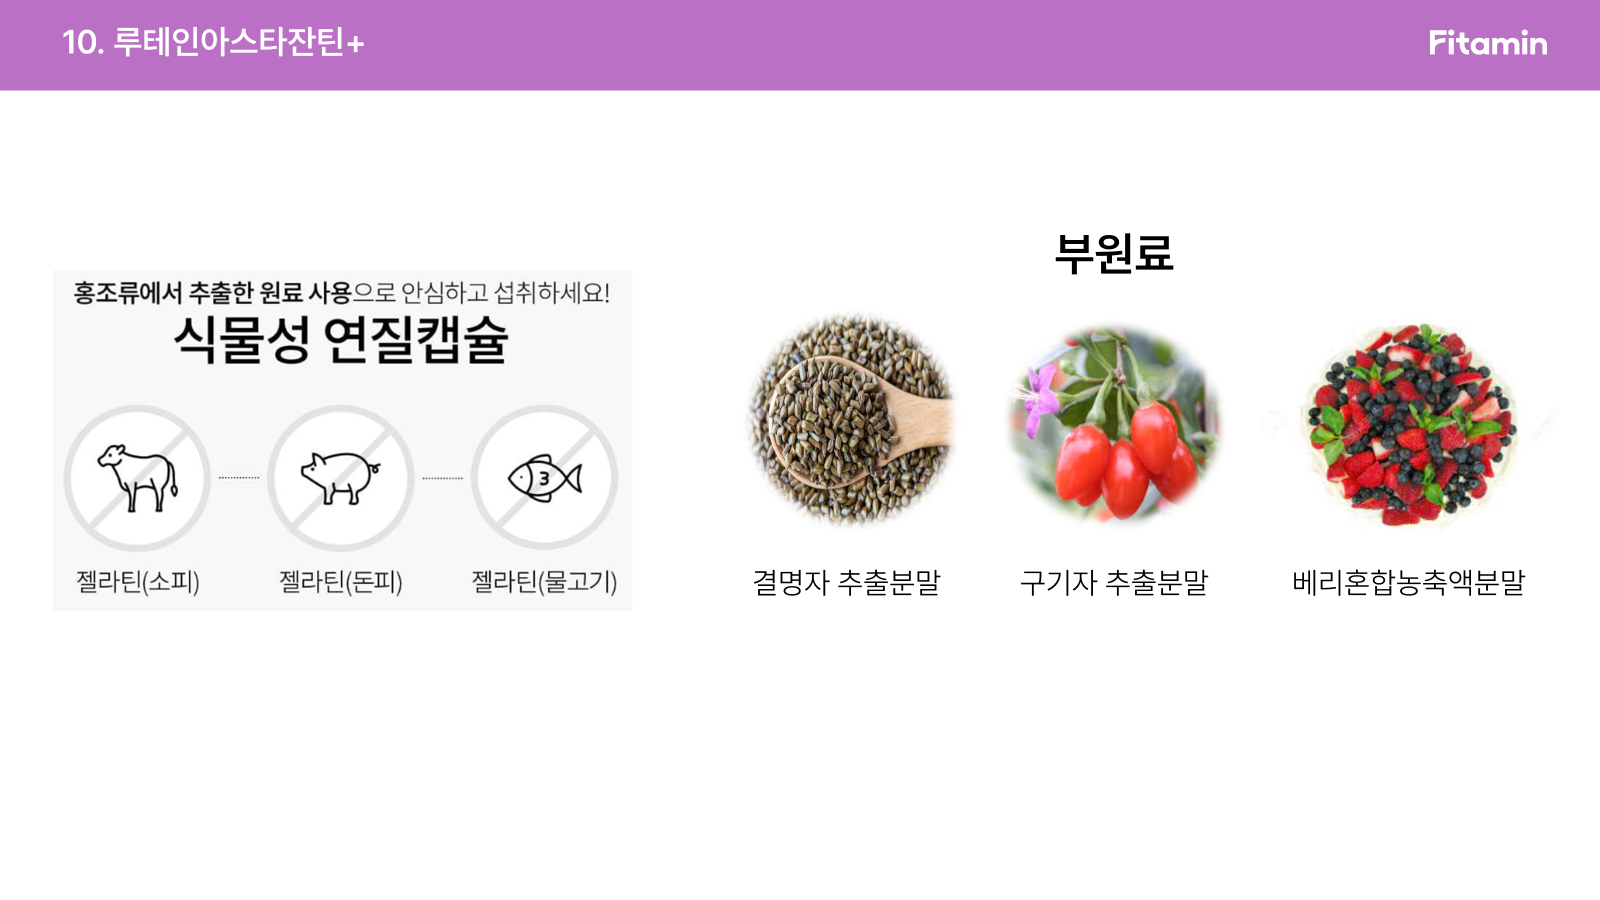 10. 루테인아스타잔틴+
Fitamin
홍조류에서 추출한 원료 사용으로 안심하고 섭취하세요!
식물성 연질캡슐
젤라틴(소피)
젤라틴(돈피)
젤라틴(물고기)
부원료
결명자 추출분말
구기자 추출분말
베리혼합농축액분말